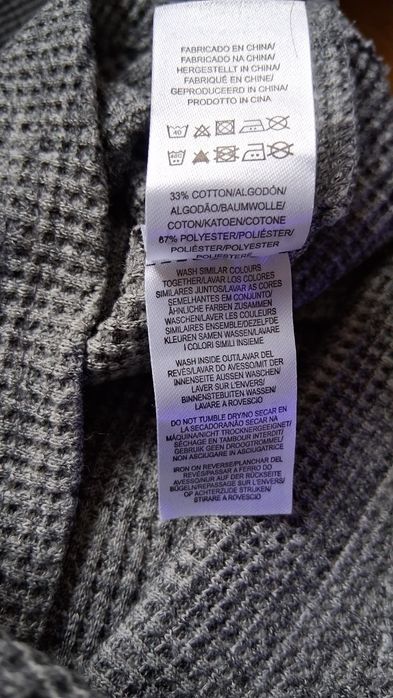 FABRICADO EN CHINA/
FABRICADO NA CHINA/
HERGESTELLT IN CHINA/
FABRIQUÉ EN CHINE/
GEPRODUCEERD IN CHINA/
PRODOTTO IN CINA
40
40C
33% COTTON/ALGODÓN/
ALGODÃO/BAUMWOLLE/
COTON/KATOEN/COTONE
67% POLYESTER/POLIÉSTER/
POLIÉSTER/POLYESTER/
POLIESTERE
WASH SIMILAR COLOURS
TOGETHER/LAVAR LOS COLORES
SIMILARES JUNTOS/LAVAR AS CORES
SEMELHANTES EM CONJUNTO/
ÄHNLICHE FARBEN ZUSAMMEN
WASCHEN/LAVER LES COULEURS
SIMILAIRES ENSEMBLE/DEZELFDE
KLEUREN SAMEN WASSEN/LAVARE
I COLORI SIMILI INSIEME
WASH INSIDE OUT/LAVAR DEL
REVÉS/LAVAR DO AVESSO/MIT DER
INNENSEITE AUSSEN WASCHEN/
LAVER SUR L'ENVERS/
BINNENSTEBUITEN WASSEN/
LAVARE A ROVESCIO
DO NOT TUMBLE DRY/NO SECAR EN
LA SECADORA/NÃO SECAR NA
MÁQUINA/NICHT TROCKNERGEEIGNET/
SÉCHAGE EN TAMBOUR INTERDIT/
GEBRUIK GEEN DROOGTROMMEL/
NON ASCIUGARE IN ASCIUGATRICE
IRON ON REVERSE/PLANCHAR DEL
REVÉS/PASSAR A FERRO DO
AVESSO/NUR AUF DER RÜCKSEITE
BÜGELN/REPASSAGE SUR L'ENVERS/
OP ACHTERZIJDE STRIJKEN/
STIRARE A ROVESCIO